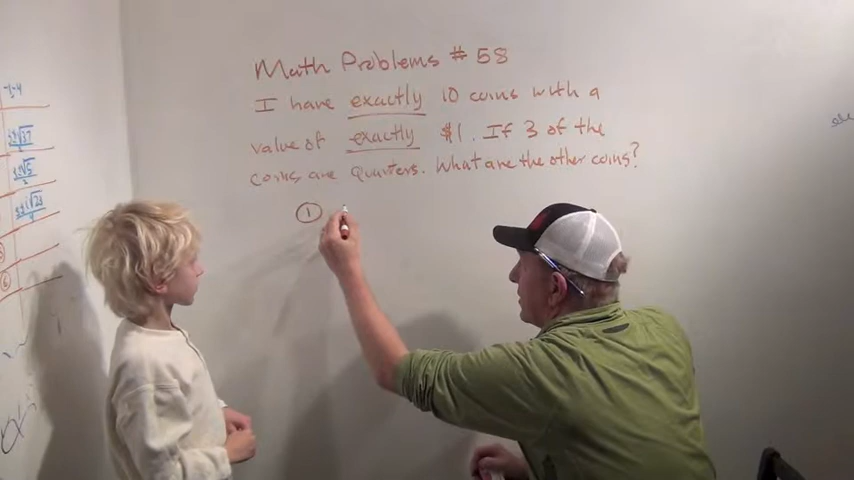 Math Problems # 58
I have exactly 10 coins with a
value of exactly $1. If 3 of the
coins are Quarters. What are the other coins?
①